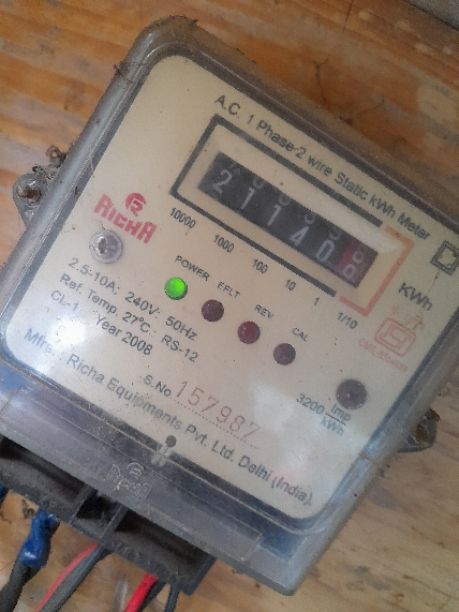 A.C. 1 Phase-2 wire Static kWh Meter
RICHA
21140
10000 1000 100 10 1 1/10
KWh
POWER EFLT REV CAL
2.5-10A: 240V: 50Hz
Ref. Temp. 27°C: RS-12
CL-1 Year 2008
3200 Imp
kWh
S.No 157987
Mfrs.: Richa Equipments Pvt. Ltd. Delhi (India).